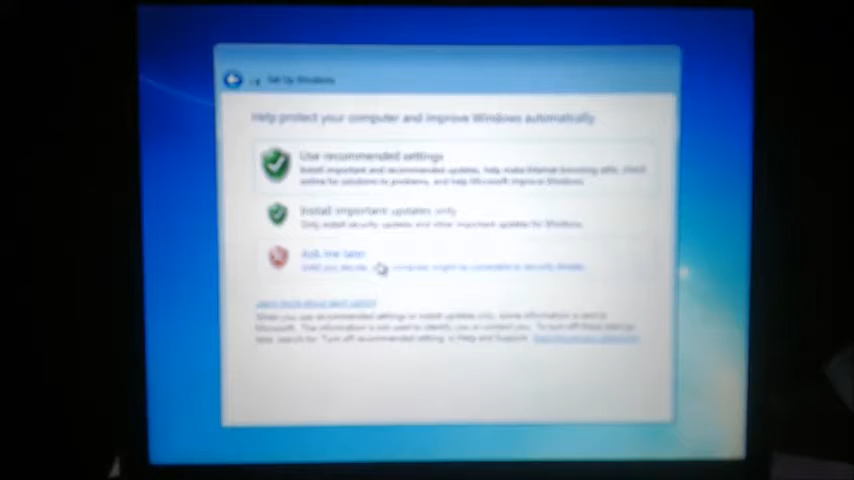 Set Up Windows
Help protect your computer and improve Windows automatically
Use recommended settings
Install important and recommended updates, help make Internet browsing safer, check
online for solutions to problems, and help Microsoft improve Windows.
Install important updates only
Only install security updates and other important updates for Windows.
Ask me later
Until you decide, computer might be vulnerable to security threats.
Learn more about each option
When you use recommended settings or install updates only, some information is sent to
Microsoft. The information is not used to identify you or contact you. To turn off these settings
later, search for "Turn off recommended settings" in Help and Support.